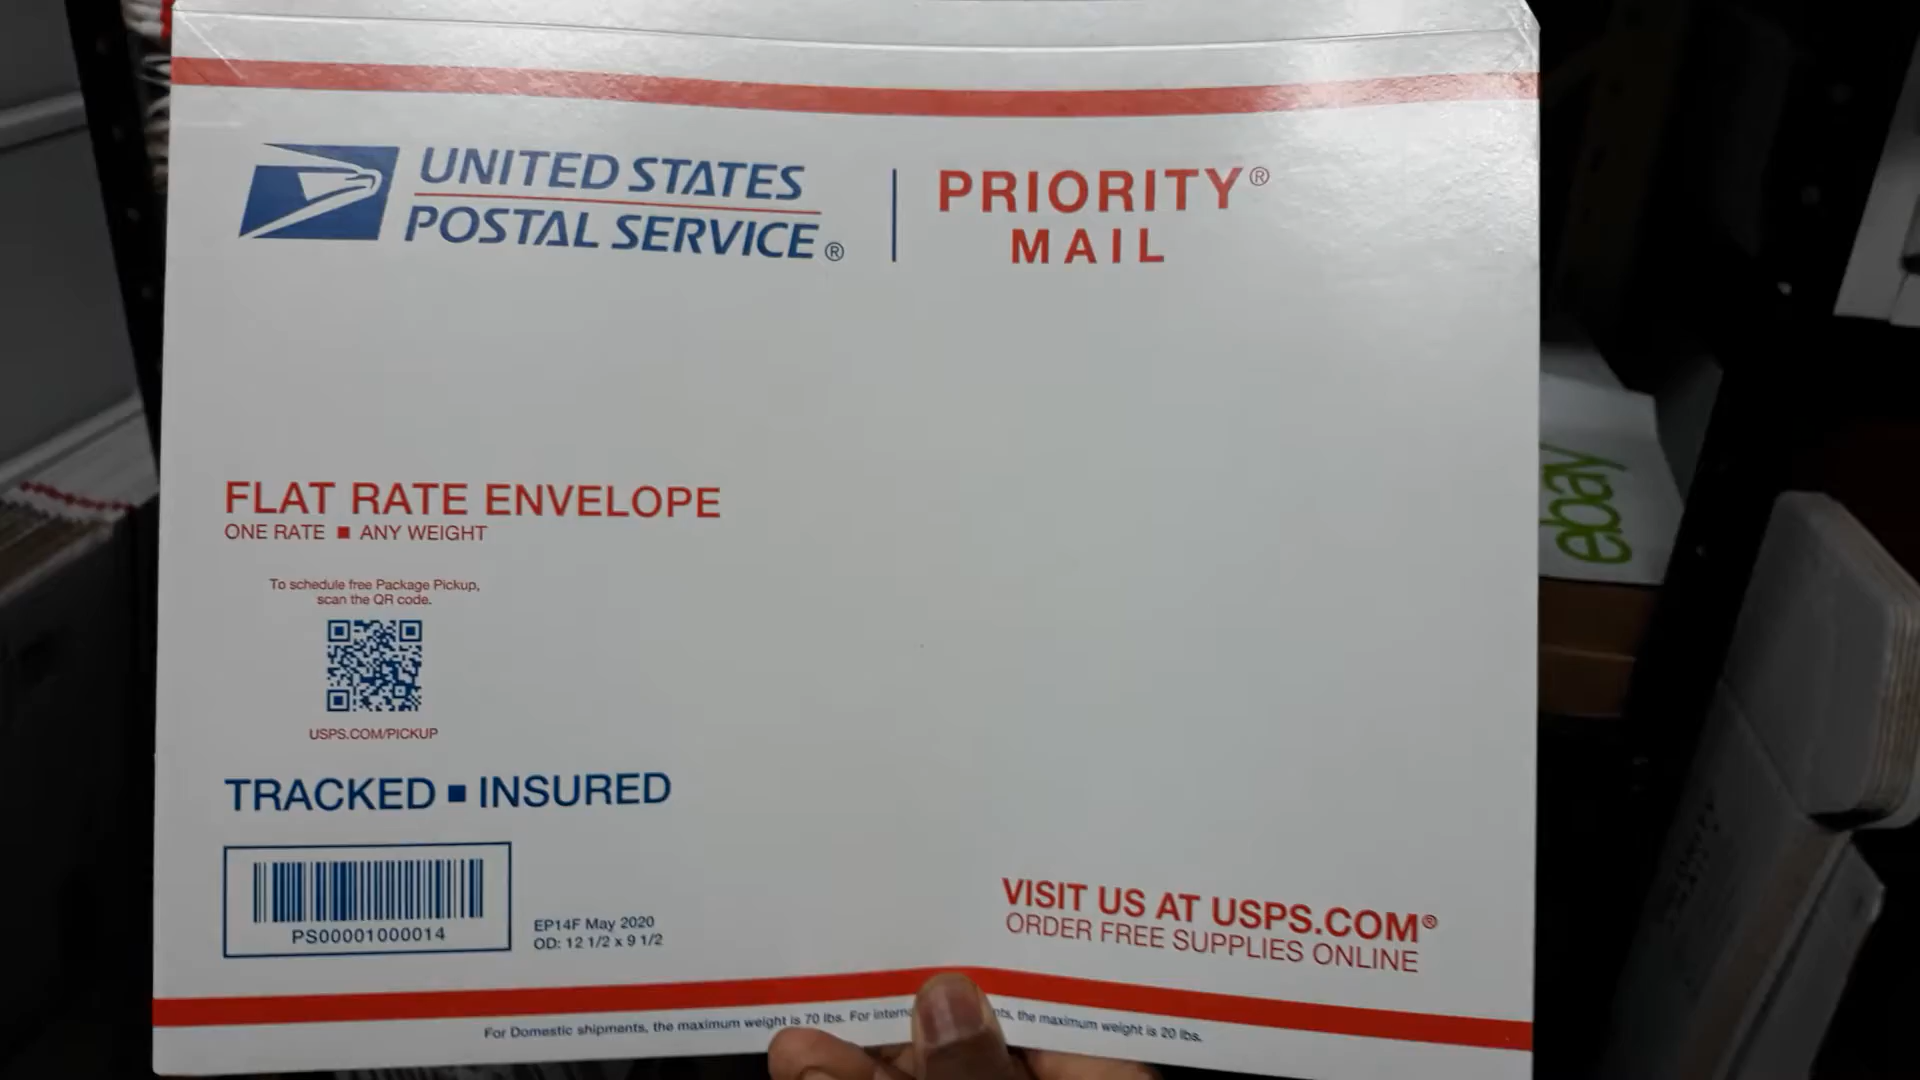 UNITED STATES
POSTAL SERVICE®
PRIORITY®
MAIL
FLAT RATE ENVELOPE
ONE RATE ■ ANY WEIGHT
To schedule free Package Pickup,
scan the QR code.
USPS.COM/PICKUP
TRACKED ■ INSURED
PS00001000014
EP14F May 2020
OD: 12 1/2 x 9 1/2
VISIT US AT USPS.COM®
ORDER FREE SUPPLIES ONLINE
For Domestic shipments, the maximum weight is 70 lbs. For the maximum weight is 20 lbs.
ebay